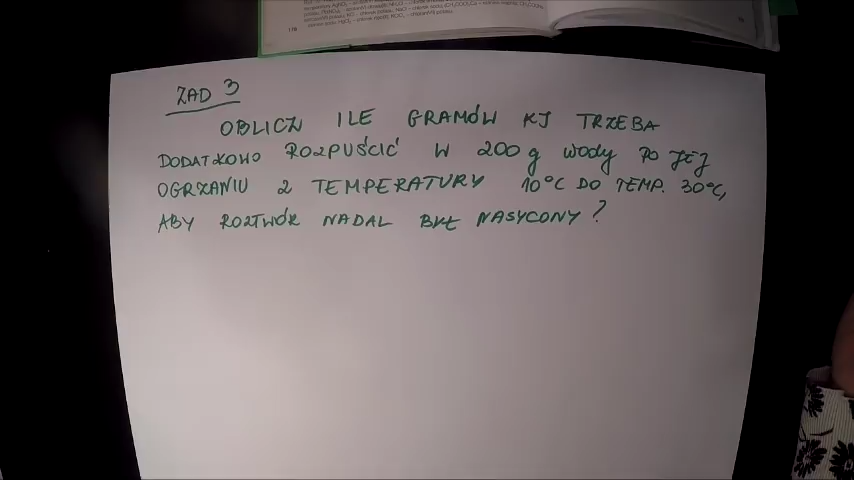 ZAD 3
OBLICZ ILE GRAMÓW KJ TRZEBA
DODATKOWO ROZPUŚCIĆ W 200 g WODY PO JEJ
OGRZANIU Z TEMPERATURY 10°C DO TEMP. 30°C,
ABY ROZTWÓR NADAL BYŁ NASYCONY?